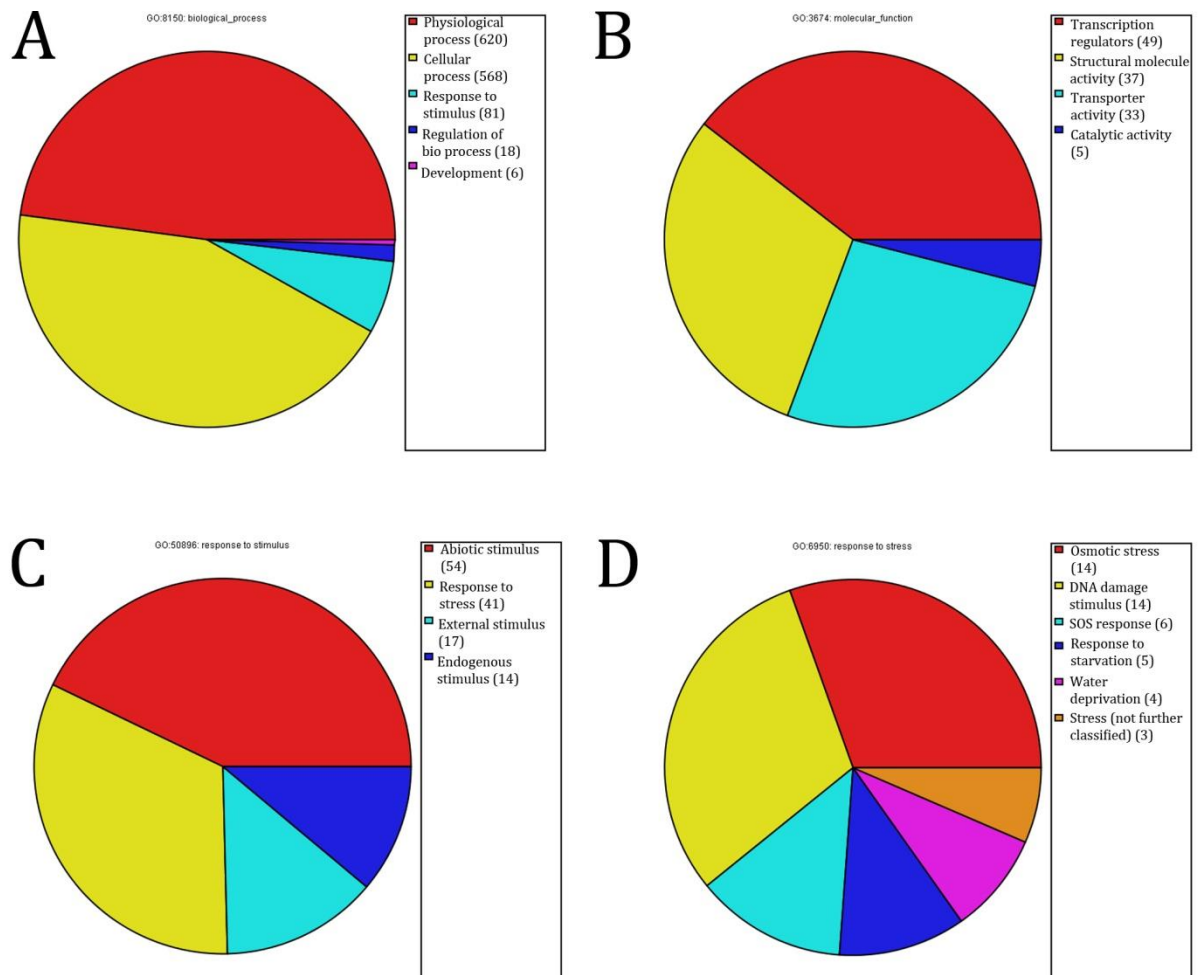 A
GO:8150: biological_process
Physiological
process (620)
Cellular
process (568)
Response to
stimulus (81)
Regulation of
bio process (18)
Development (6)
B
GO:3674: molecular_function
Transcription
regulators (49)
Structural molecule
activity (37)
Transporter
activity (33)
Catalytic activity
(5)
C
GO:50896: response to stimulus
Abiotic stimulus
(54)
Response to
stress (41)
External stimulus
(17)
Endogenous
stimulus (14)
D
GO:6950: response to stress
Osmotic stress
(14)
DNA damage
stimulus (14)
SOS response (6)
Response to
starvation (5)
Water
deprivation (4)
Stress (not further
classified) (3)